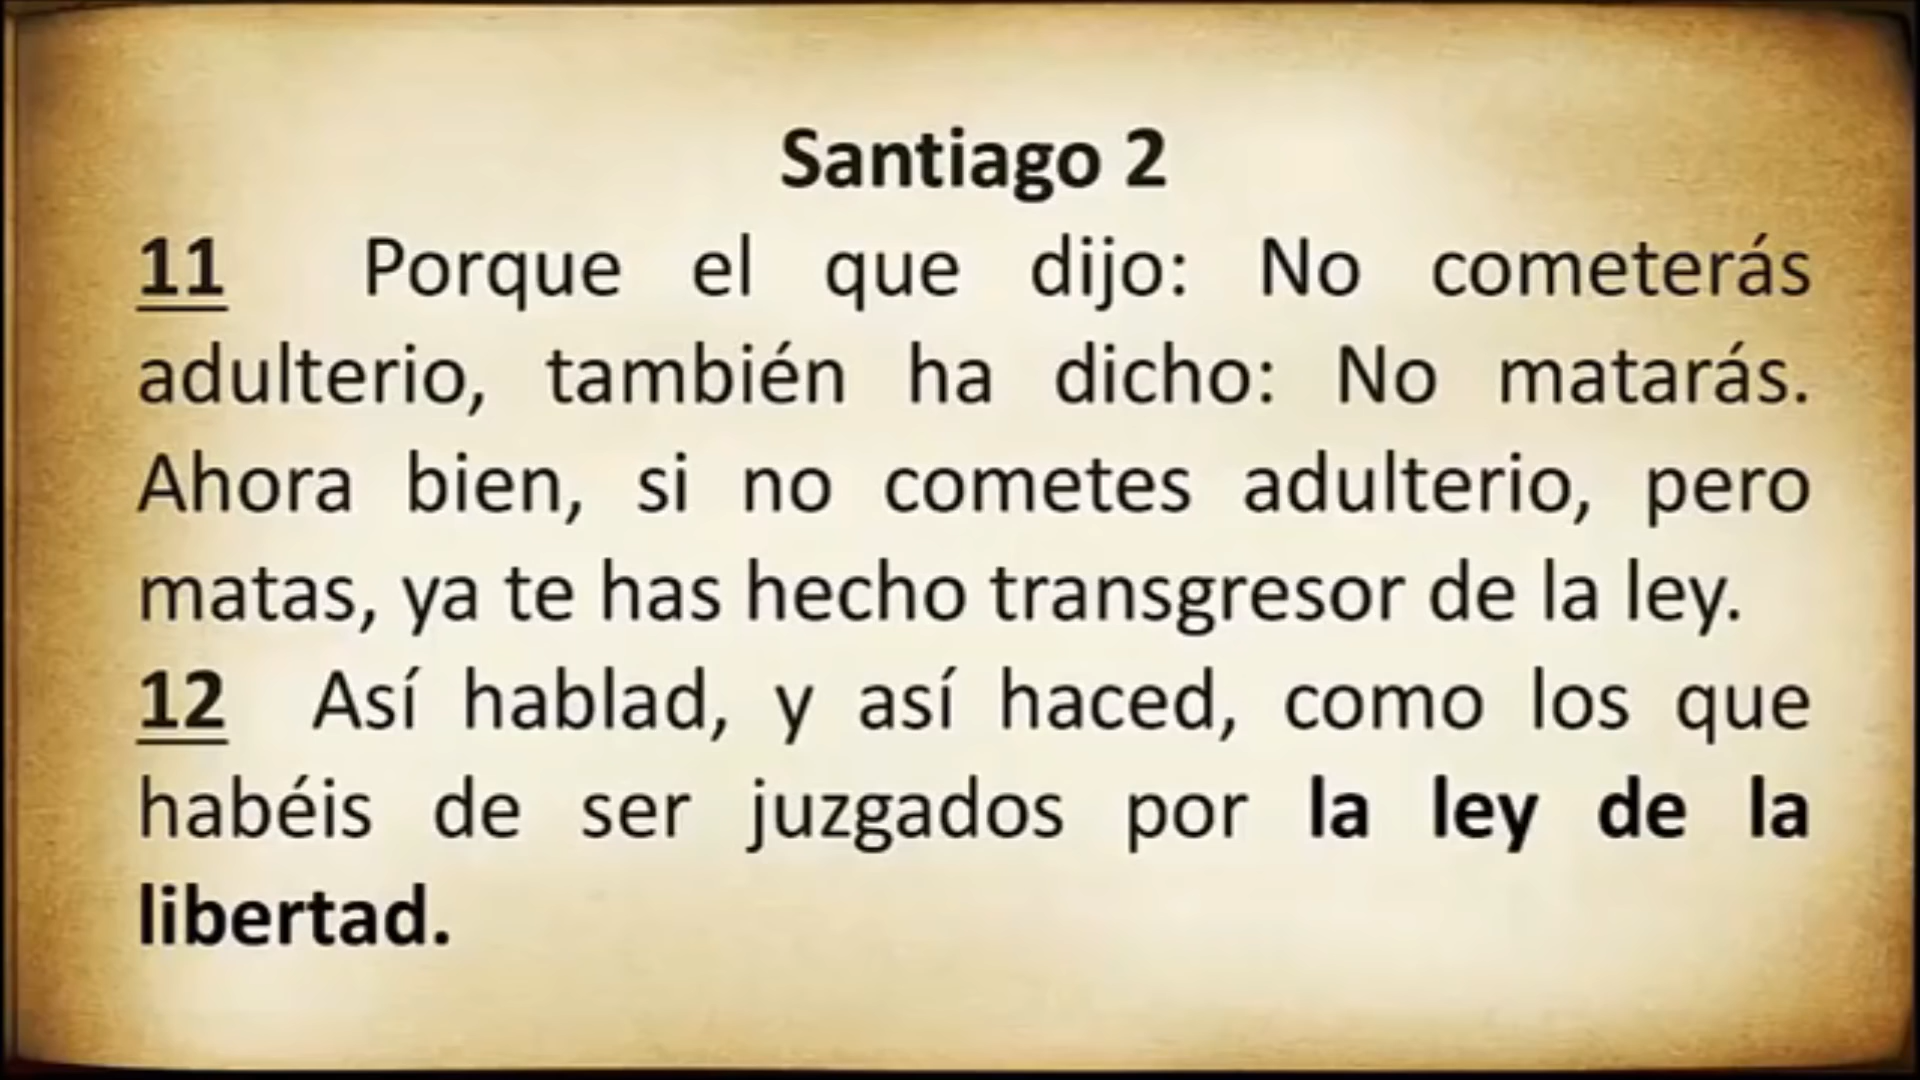 Santiago 2
11 Porque el que dijo: No cometerás
adulterio, también ha dicho: No matarás.
Ahora bien, si no cometes adulterio, pero
matas, ya te has hecho transgresor de la ley.
12 Así hablad, y así haced, como los que
habéis de ser juzgados por la ley de la
libertad.